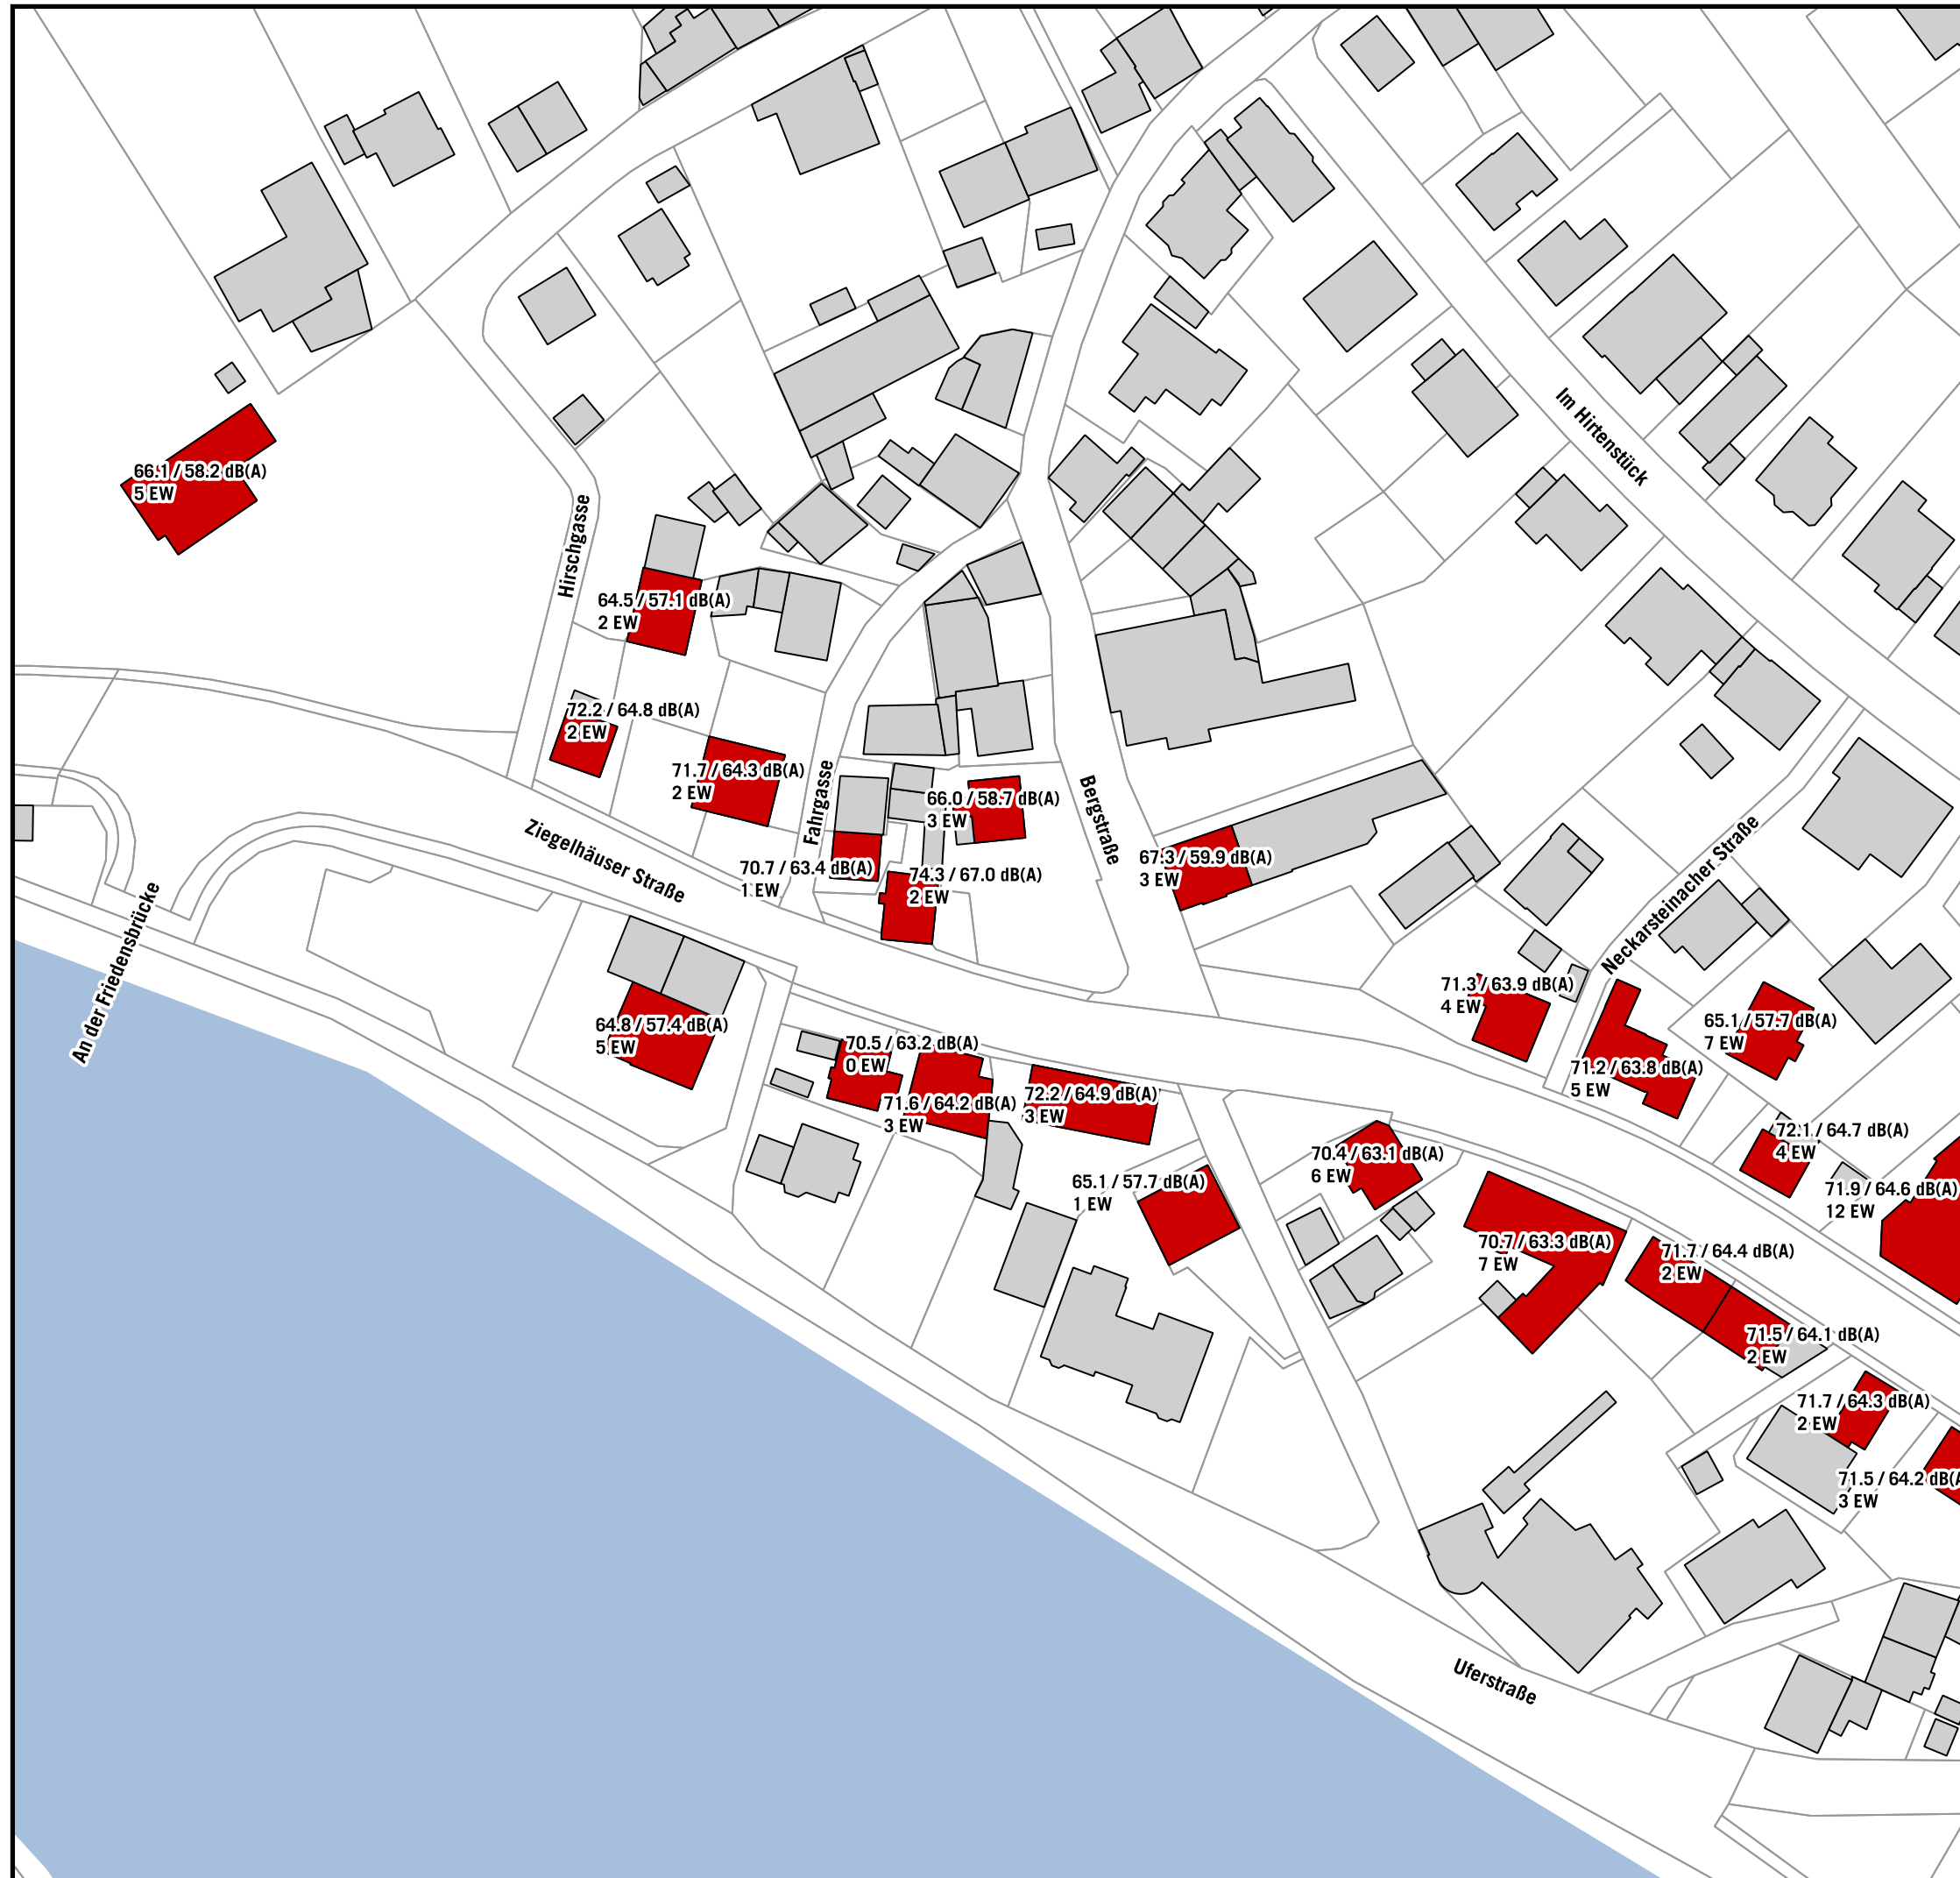 Im Hirtenstück
66.1 / 58.2 dB(A)
5 EW
Hirschgasse
64.5 / 57.1 dB(A)
2 EW
72.2 / 64.8 dB(A)
2 EW
71.7 / 64.3 dB(A)
2 EW
Fahrgasse
66.0 / 58.7 dB(A)
3 EW
Bergstraße
Ziegelhäuser Straße
70.7 / 63.4 dB(A)
1 EW
74.3 / 67.0 dB(A)
2 EW
67.3 / 59.9 dB(A)
3 EW
Neckarsteinacher Straße
An der Friedensbrücke
71.3 / 63.9 dB(A)
4 EW
64.8 / 57.4 dB(A)
5 EW
65.1 / 57.7 dB(A)
7 EW
70.5 / 63.2 dB(A)
0 EW
71.2 / 63.8 dB(A)
5 EW
71.6 / 64.2 dB(A)
3 EW
72.2 / 64.9 dB(A)
3 EW
72.1 / 64.7 dB(A)
4 EW
70.4 / 63.1 dB(A)
6 EW
65.1 / 57.7 dB(A)
1 EW
71.9 / 64.6 dB(A)
12 EW
70.7 / 63.3 dB(A)
7 EW
71.7 / 64.4 dB(A)
2 EW
71.5 / 64.1 dB(A)
2 EW
71.7 / 64.3 dB(A)
2 EW
71.5 / 64.2 dB(A
3 EW
Uferstraße